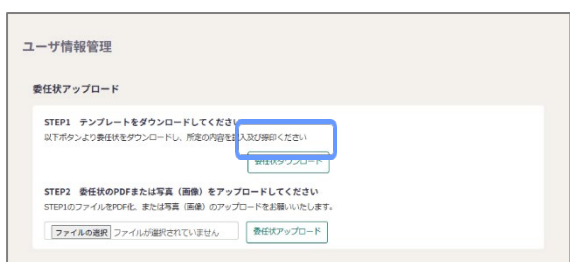 ユーザ情報管理
委任状アップロード
STEP1 テンプレートをダウンロードしてください
以下ボタンより委任状をダウンロードし、所定の内容を記入及び捺印ください
委任状ダウンロード
STEP2 委任状のPDFまたは写真（画像）をアップロードしてください
STEP1のファイルをPDF化、または写真（画像）のアップロードをお願いいたします。
ファイルの選択 ファイルが選択されていません 委任状アップロード